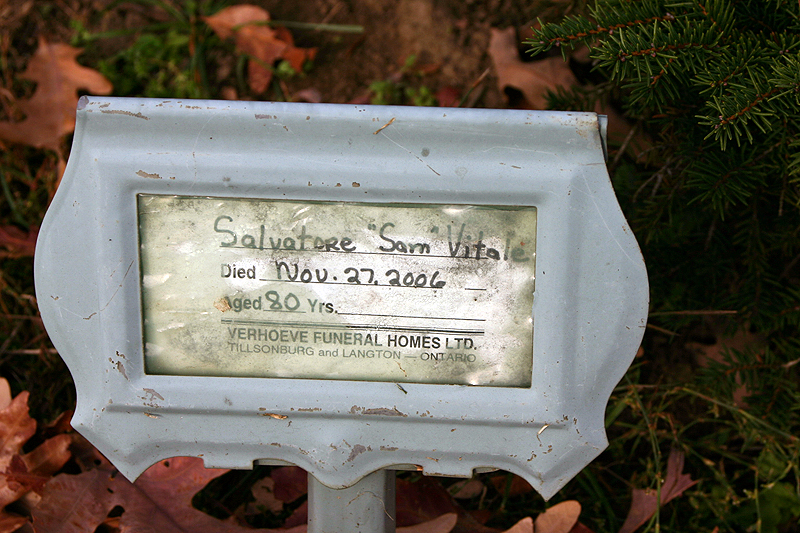 Salvatore "Sam" Vitale
Died Nov. 27, 2006
Aged 80 Yrs.
VERHOEVE FUNERAL HOMES LTD.
TILLSONBURG and LANGTON — ONTARIO